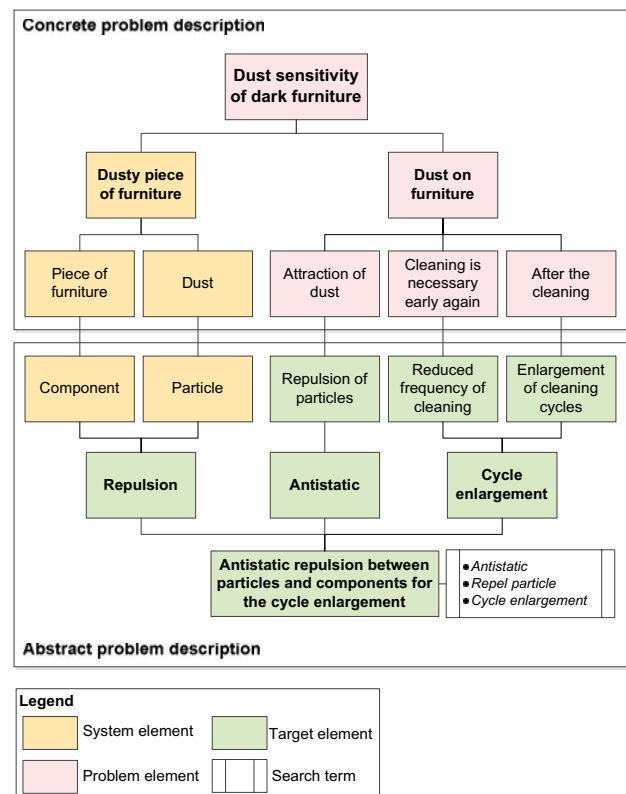 Concrete problem description
Dust sensitivity
of dark furniture
Dusty piece
of furniture
Dust on
furniture
Piece of
furniture
Dust
Attraction of
dust
Cleaning is
necessary
early again
After the
cleaning
Component
Particle
Repulsion of
particles
Reduced
frequency of
cleaning
Enlargement
of cleaning
cycles
Repulsion
Antistatic
Cycle
enlargement
Antistatic repulsion between
particles and components for
the cycle enlargement
• Antistatic
• Repel particle
• Cycle enlargement
Abstract problem description
Legend
System element
Target element
Problem element
Search term